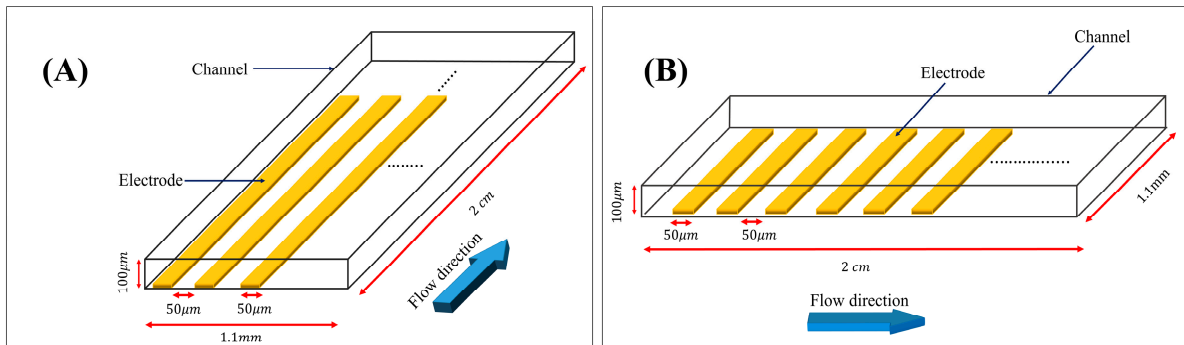 (A)
Channel
Electrode
100μm
50μm
50μm
1.1mm
2 cm
Flow direction
(B)
Channel
Electrode
100μm
50μm
50μm
1.1mm
2 cm
Flow direction